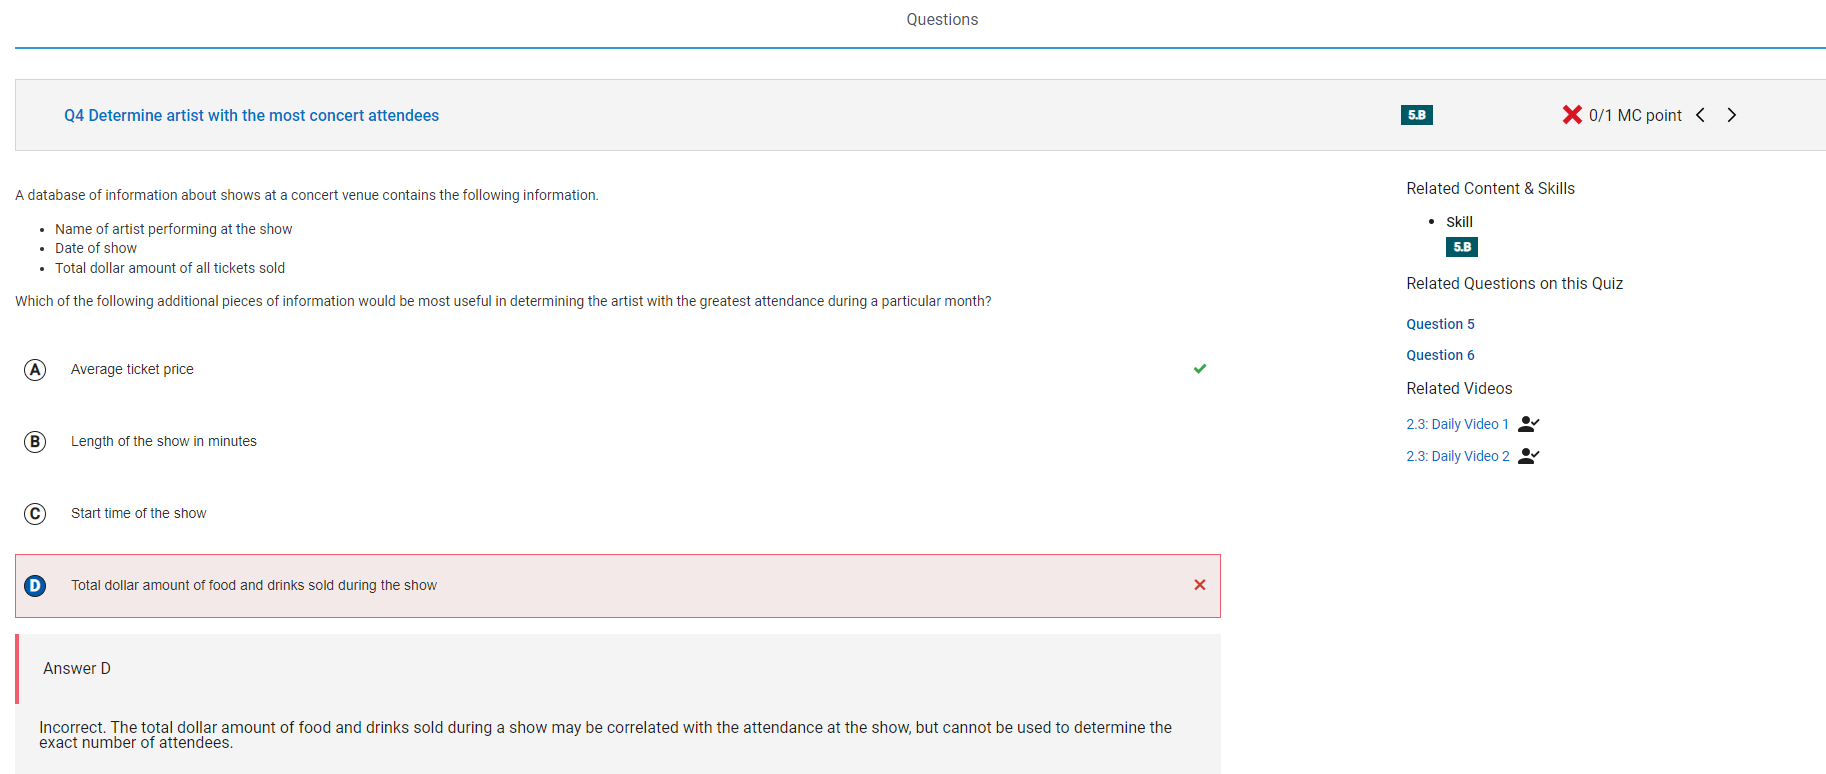 Questions
Q4 Determine artist with the most concert attendees
5.B
0/1 MC point
A database of information about shows at a concert venue contains the following information.
• Name of artist performing at the show
• Date of show
• Total dollar amount of all tickets sold
Which of the following additional pieces of information would be most useful in determining the artist with the greatest attendance during a particular month?
A Average ticket price
B Length of the show in minutes
C Start time of the show
D Total dollar amount of food and drinks sold during the show
Answer D
Incorrect. The total dollar amount of food and drinks sold during a show may be correlated with the attendance at the show, but cannot be used to determine the
exact number of attendees.
Related Content & Skills
• Skill
5.B
Related Questions on this Quiz
Question 5
Question 6
Related Videos
2.3: Daily Video 1
2.3: Daily Video 2